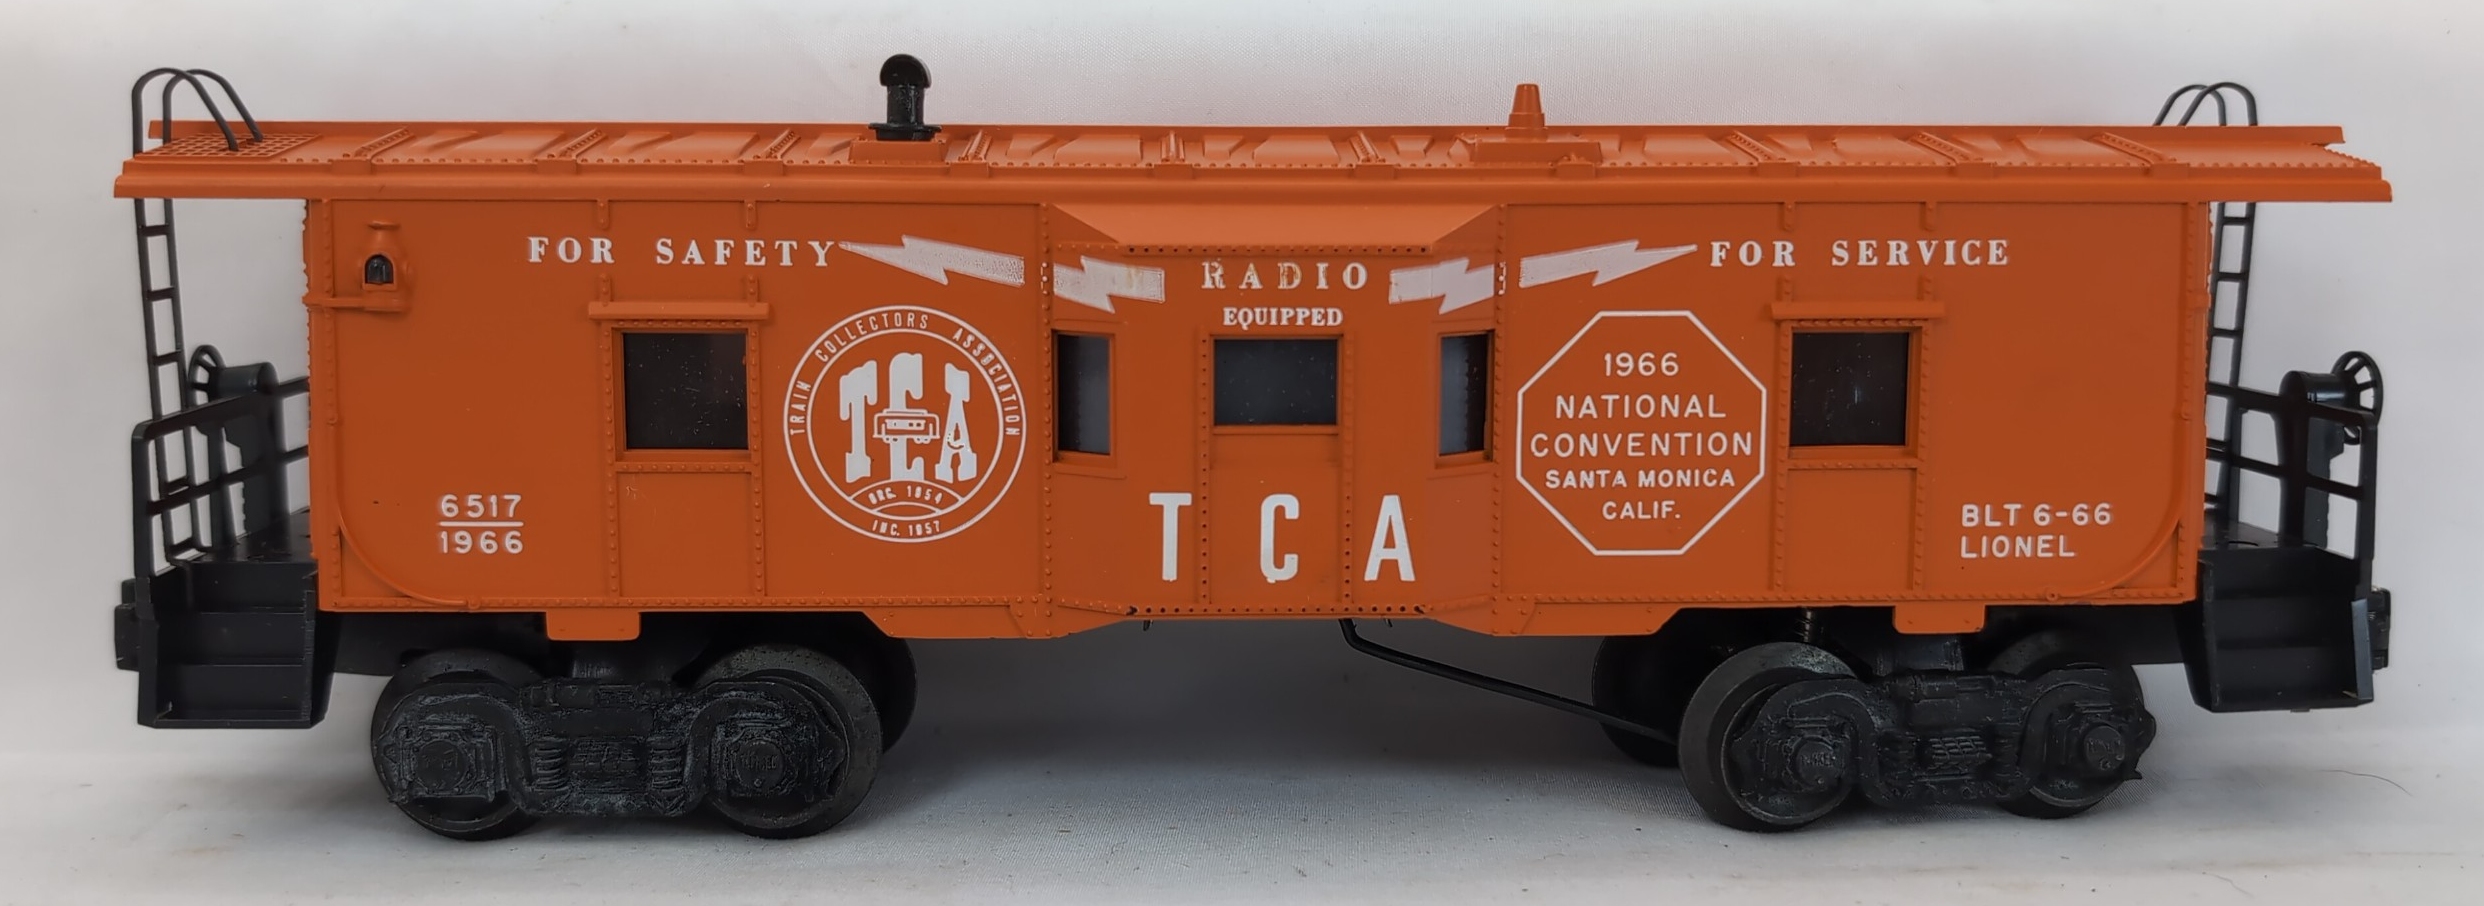 FOR SAFETY
RADIO
EQUIPPED
FOR SERVICE
TRAIN COLLECTORS ASSOCIATION
TCA
ORG. 1954
INC. 1957
6517
1966
T C A
1966
NATIONAL
CONVENTION
SANTA MONICA
CALIF.
BLT 6-66
LIONEL